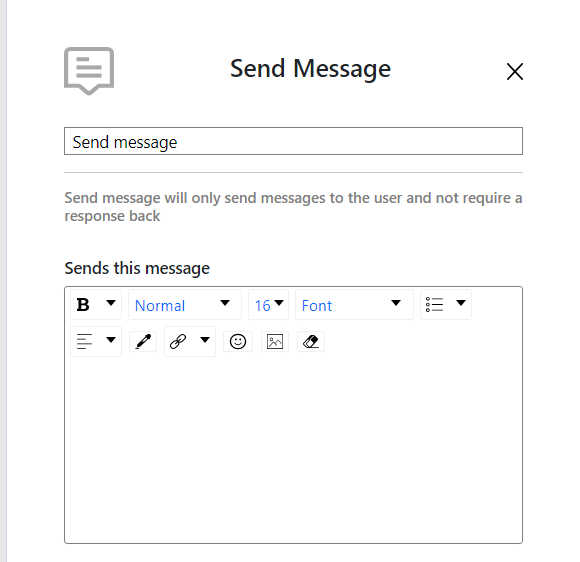 Send Message
Send message
Send message will only send messages to the user and not require a
response back
Sends this message
B Normal 16 Font